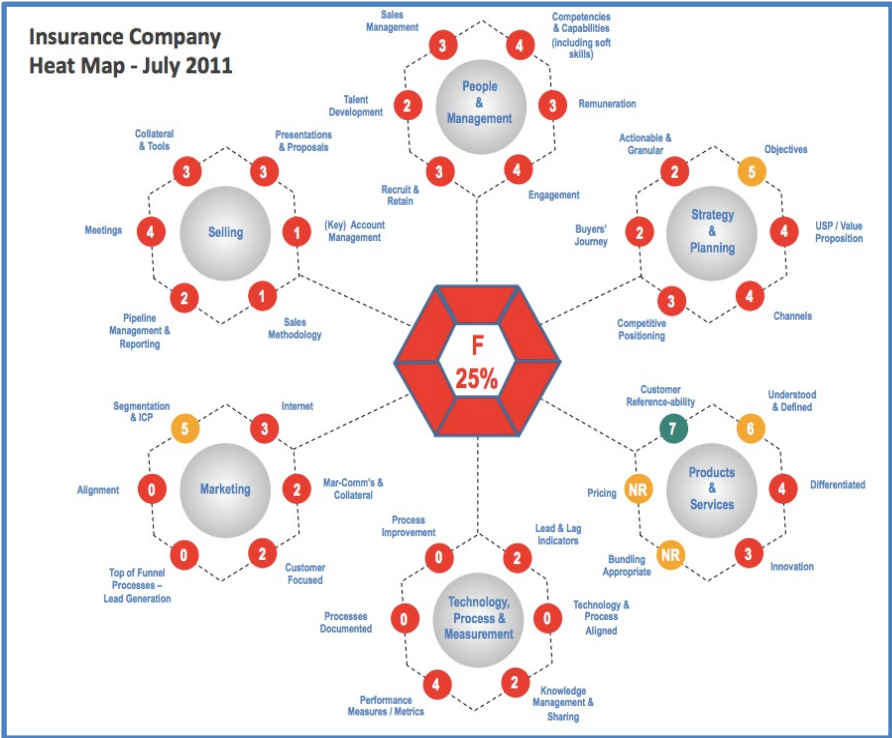 Insurance Company
Heat Map - July 2011
Sales
Management
3
Competencies
& Capabilities
(including soft
skills)
4
Talent
Development
2
People
&
Management
3
Remuneration
Recruit &
Retain
3
4
Engagement
Collateral
& Tools
3
Presentations
& Proposals
3
Meetings
4
Selling
1
(Key) Account
Management
Pipeline
Management &
Reporting
2
1
Sales
Methodology
Actionable &
Granular
2
Objectives
5
Buyers'
Journey
2
Strategy
&
Planning
4
USP / Value
Proposition
Competitive
Positioning
3
4
Channels
F
25%
Segmentation
& ICP
5
Internet
3
Alignment
0
Marketing
2
Mar-Comm's &
Collateral
Top of Funnel
Processes –
Lead Generation
0
2
Customer
Focused
Customer
Reference-ability
7
Understood
& Defined
6
Pricing
NR
Products
&
Services
4
Differentiated
Bundling
Appropriate
NR
3
Innovation
Process
Improvement
0
Lead & Lag
Indicators
2
Processes
Documented
0
Technology,
Process &
Measurement
0
Technology &
Process
Aligned
Performance
Measures / Metrics
4
2
Knowledge
Management &
Sharing